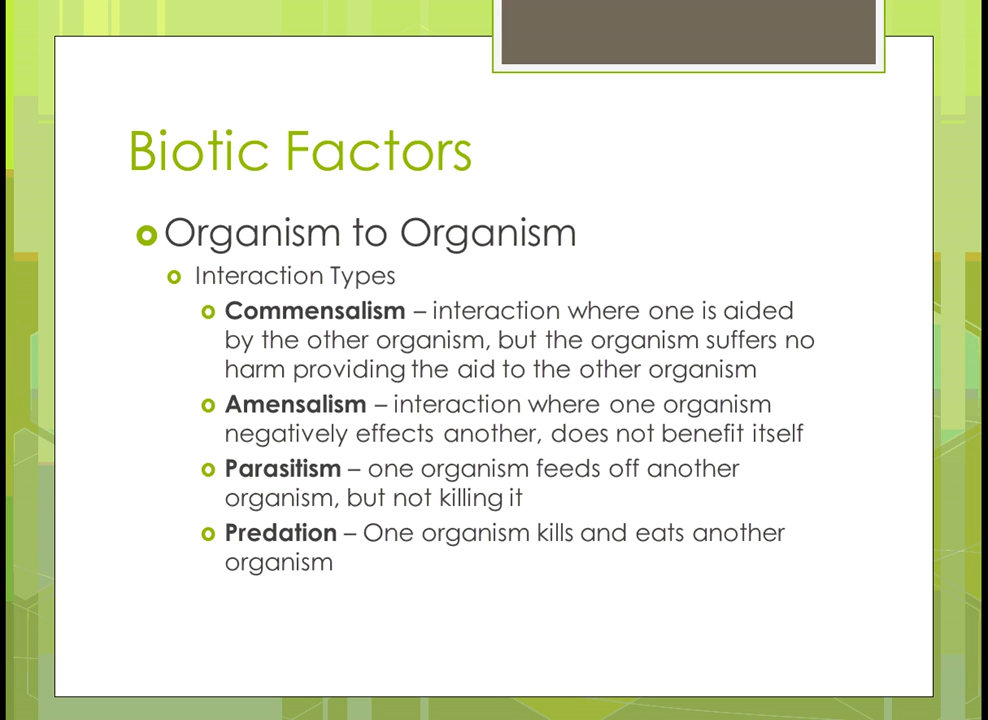 Biotic Factors
Organism to Organism
Interaction Types
Commensalism – interaction where one is aided
by the other organism, but the organism suffers no
harm providing the aid to the other organism
Amensalism – interaction where one organism
negatively effects another, does not benefit itself
Parasitism – one organism feeds off another
organism, but not killing it
Predation – One organism kills and eats another
organism